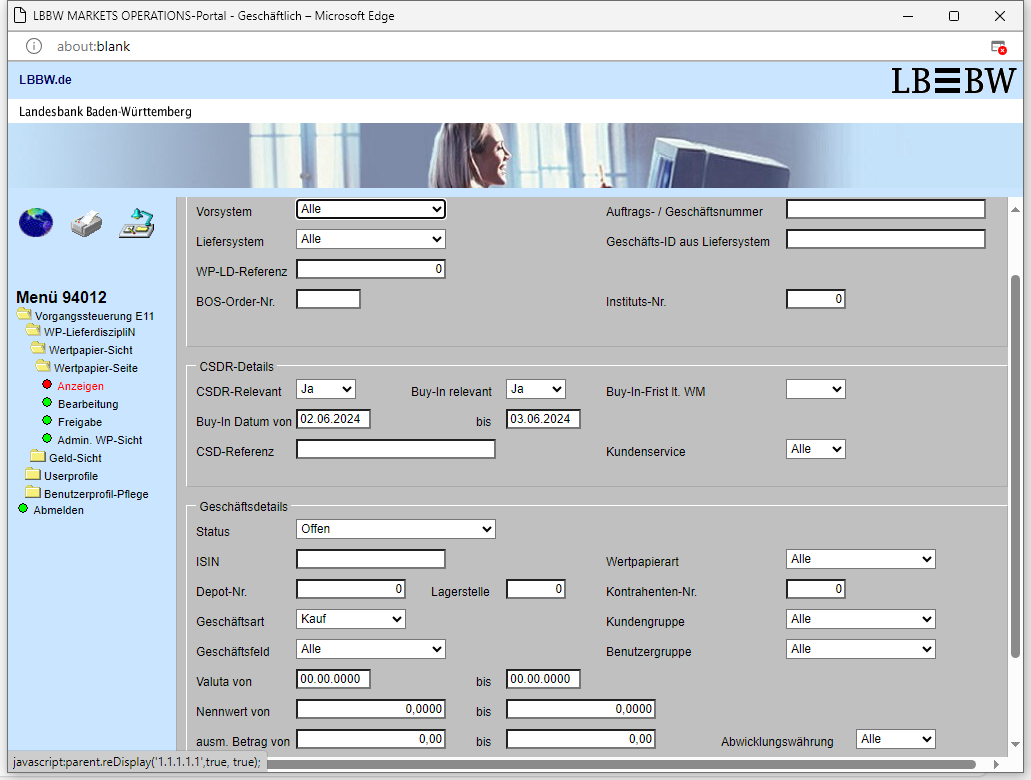 LBBW MARKETS OPERATIONS-Portal - Geschäftlich – Microsoft Edge
about:blank
LBBW.de
LB≡BW
Landesbank Baden-Württemberg
Menü 94012
Vorgangssteuerung E11
WP-LieferdiszipliN
Wertpapier-Sicht
Wertpapier-Seite
Anzeigen
Bearbeitung
Freigabe
Admin. WP-Sicht
Geld-Sicht
Userprofile
Benutzerprofil-Pflege
Abmelden
Vorsystem Alle Auftrags- / Geschäftsnummer
Liefersystem Alle Geschäfts-ID aus Liefersystem
WP-LD-Referenz 0
BOS-Order-Nr. Instituts-Nr. 0
CSDR-Details
CSDR-Relevant Ja Buy-In relevant Ja Buy-In-Frist lt. WM
Buy-In Datum von 02.06.2024 bis 03.06.2024
CSD-Referenz Kundenservice Alle
Geschäftsdetails
Status Offen
ISIN Wertpapierart Alle
Depot-Nr. 0 Lagerstelle 0 Kontrahenten-Nr. 0
Geschäftsart Kauf Kundengruppe Alle
Geschäftsfeld Alle Benutzergruppe Alle
Valuta von 00.00.0000 bis 00.00.0000
Nennwert von 0,0000 bis 0,0000
ausm. Betrag von 0,00 bis 0,00 Abwicklungswährung Alle
javascript:parent.reDisplay('1.1.1.1.1',true, true);